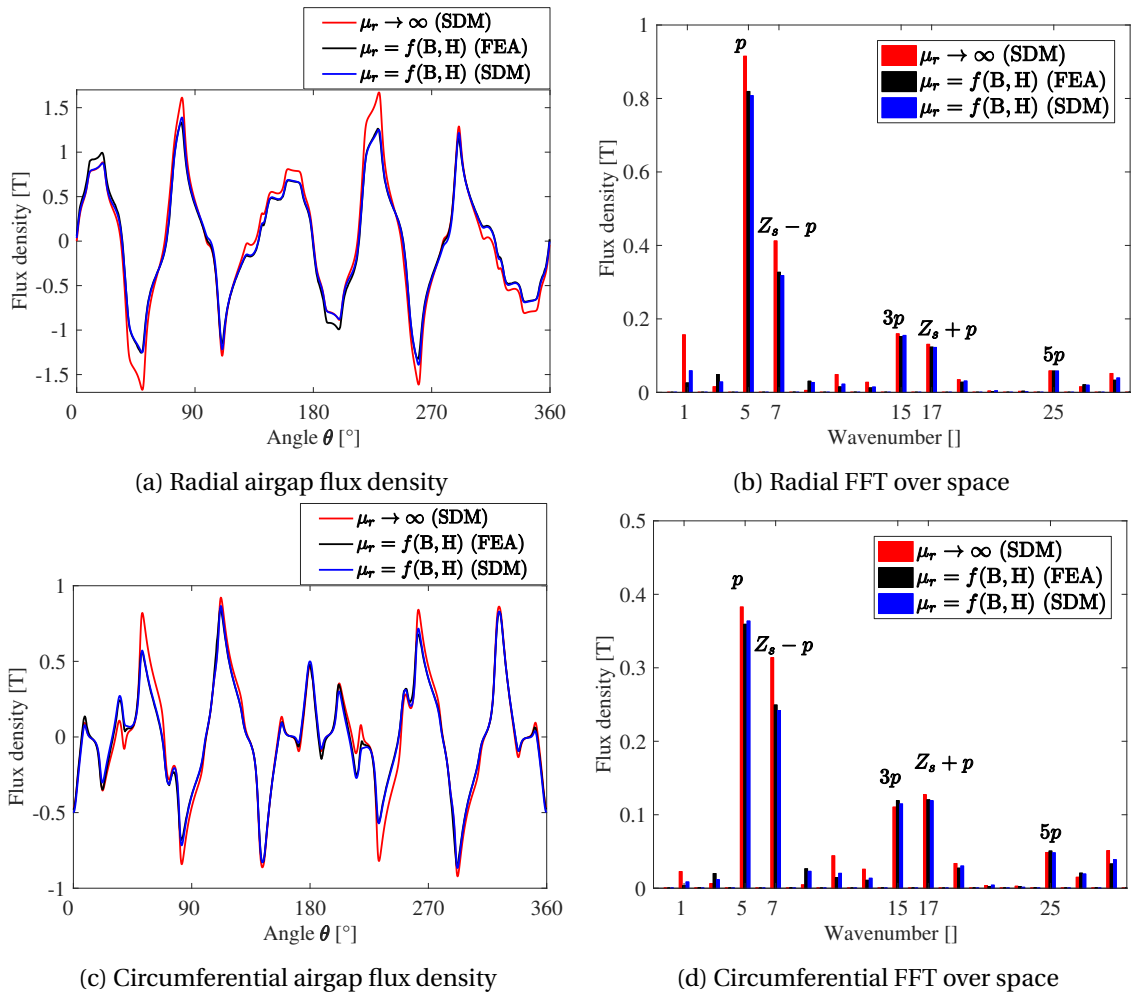 μr → ∞ (SDM)
μr = f(B, H) (FEA)
μr = f(B, H) (SDM)
1.5
1
0.5
0
-0.5
-1
-1.5
Flux density [T]
0 90 180 270 360
Angle θ [°]
(a) Radial airgap flux density
1
0.8
0.6
0.4
0.2
0
Flux density [T]
p
Zs − p
3p
Zs + p
5p
μr → ∞ (SDM)
μr = f(B, H) (FEA)
μr = f(B, H) (SDM)
1 5 7 15 17 25
Wavenumber []
(b) Radial FFT over space
μr → ∞ (SDM)
μr = f(B, H) (FEA)
μr = f(B, H) (SDM)
1
0.5
0
-0.5
-1
Flux density [T]
0 90 180 270 360
Angle θ [°]
(c) Circumferential airgap flux density
0.5
0.4
0.3
0.2
0.1
0
Flux density [T]
p
Zs − p
3p
Zs + p
5p
μr → ∞ (SDM)
μr = f(B, H) (FEA)
μr = f(B, H) (SDM)
1 5 7 15 17 25
Wavenumber []
(d) Circumferential FFT over space